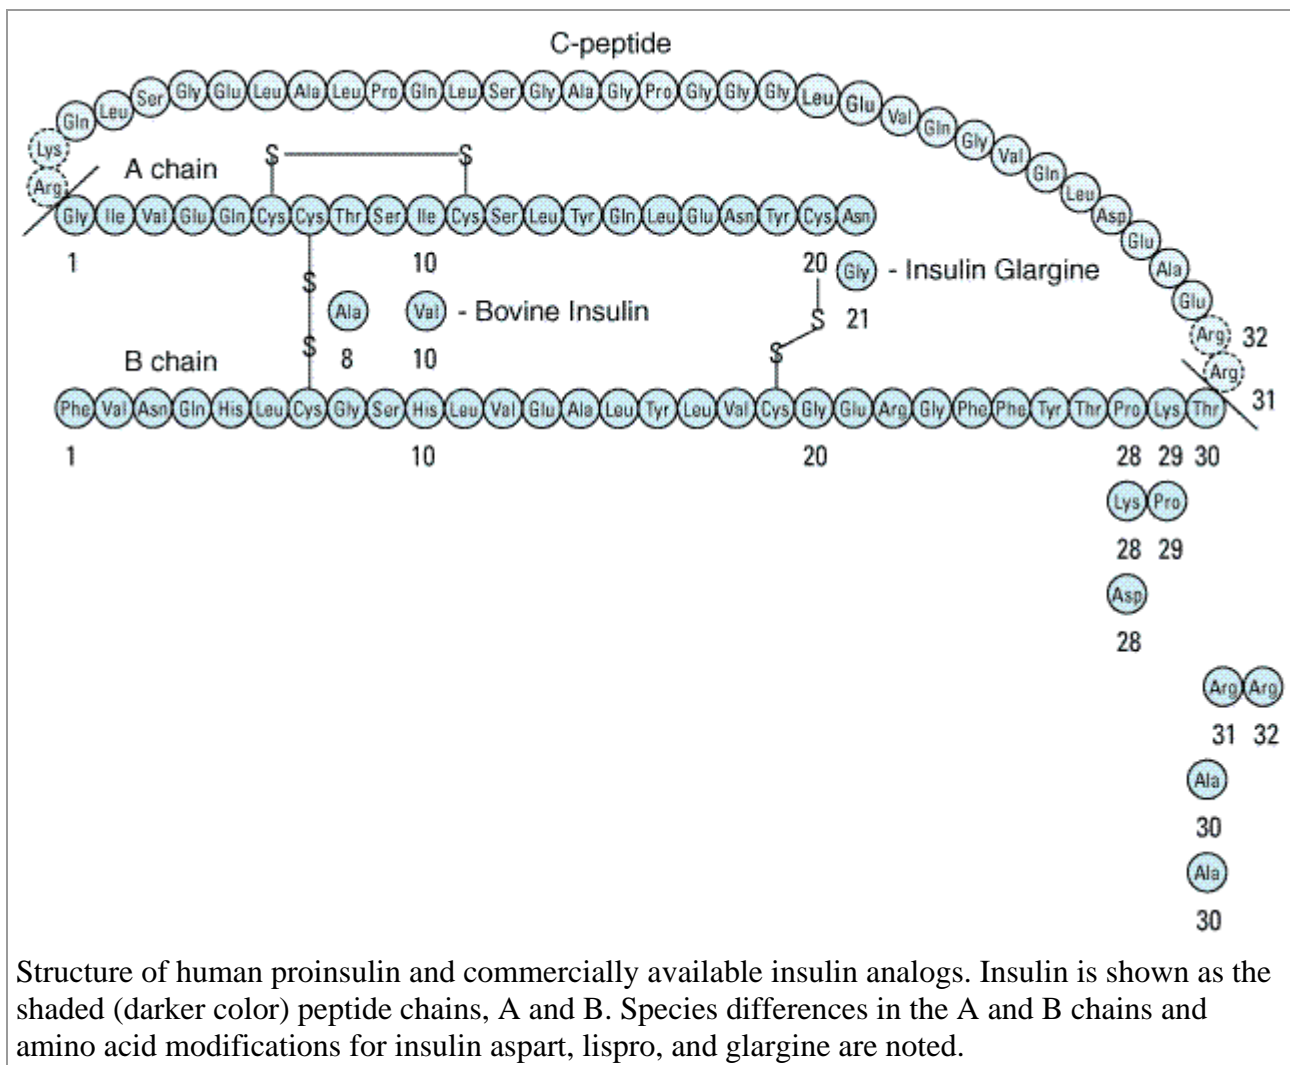 C-peptide
Ser Gly Glu Leu Ala Leu Pro Gln Leu Ser Gly Ala Gly Pro Gly Gly Gly Leu Glu
Gln Leu Val Gln Gly Val Gln Leu Asp Glu Ala Glu Arg 32
Lys
Arg
A chain
S S
Gly Ile Val Glu Gln Cys Cys Thr Ser Ile Cys Ser Leu Tyr Gln Leu Glu Asn Tyr Cys Asn
1 10 20
Gly - Insulin Glargine
21
S
Ala Val - Bovine Insulin
8 10
S
S
S
B chain
Arg
31
Phe Val Asn Gln His Leu Cys Gly Ser His Leu Val Glu Ala Leu Tyr Leu Val Cys Gly Glu Arg Gly Phe Phe Tyr Thr Pro Lys Thr
1 10 20 28 29 30
Lys Pro
28 29
Asp
28
Arg Arg
31 32
Ala
30
Ala
30
Structure of human proinsulin and commercially available insulin analogs. Insulin is shown as the
shaded (darker color) peptide chains, A and B. Species differences in the A and B chains and
amino acid modifications for insulin aspart, lispro, and glargine are noted.